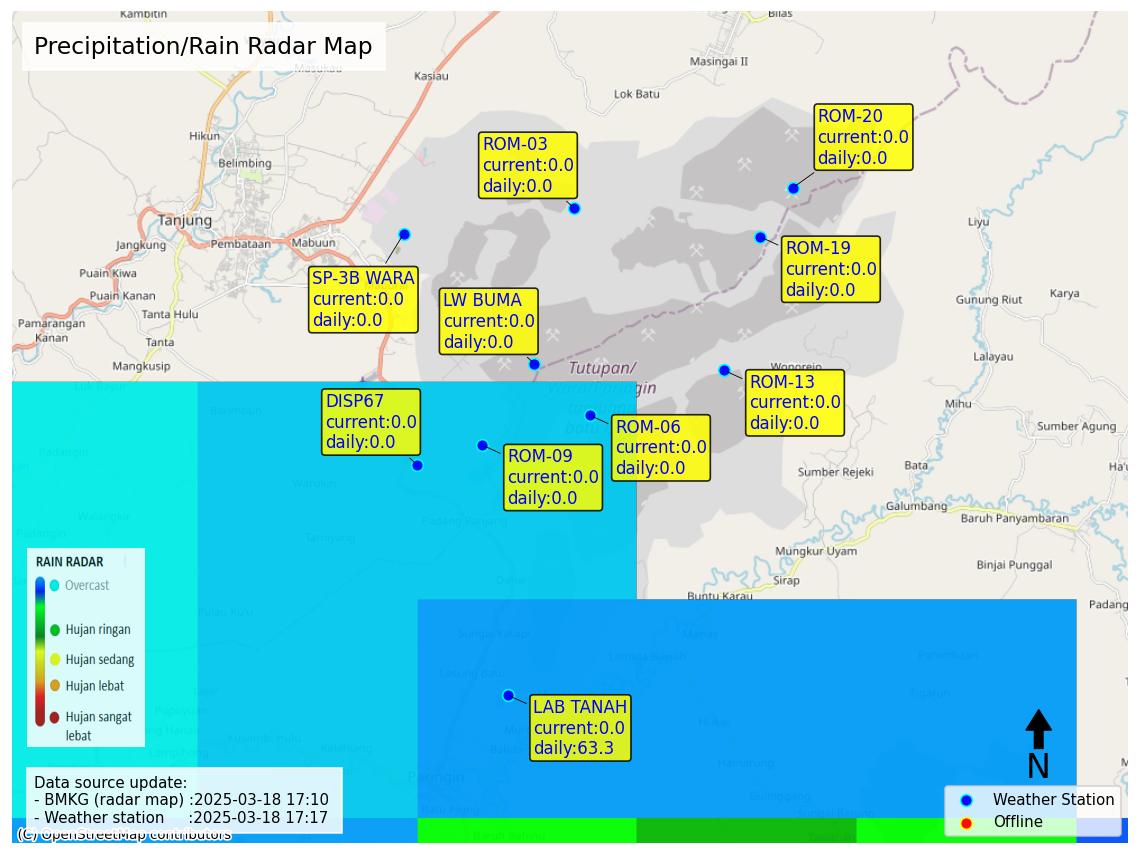 Kambitin
Bilas
Precipitation/Rain Radar Map
Masukau
Kasiau
Masingai II
Lok Batu
ROM-20
current:0.0
daily:0.0
ROM-03
current:0.0
daily:0.0
Hikun
Belimbing
Tanjung
Liyu
Jangkung
Pembataan
Mabuun
ROM-19
current:0.0
daily:0.0
Puain Kiwa
SP-3B WARA
current:0.0
daily:0.0
Puain Kanan
LW BUMA
current:0.0
daily:0.0
Gunung Riut
Karya
Tanta Hulu
Pamarangan
Kanan
Tanta
Mangkusip
Lalayau
Wonorejo
Tutupan/
ROM-13
current:0.0
daily:0.0
DISP67
current:0.0
daily:0.0
Mihu
ROM-06
current:0.0
daily:0.0
Sumber Agung
ROM-09
current:0.0
daily:0.0
Padangin
Warukin
Sumber Rejeki
Bata
Ha'u
Galumbang
Baruh Panyambaran
Padang Panjang
Tamiyang
Mungkur Uyam
Binjai Punggal
Dahai
Sirap
Buntu Karau
Padang
RAIN RADAR
Overcast
Hujan ringan
Hujan sedang
Hujan lebat
Hujan sangat
lebat
LAB TANAH
current:0.0
daily:63.3
N
Paringin
Data source update:
- BMKG (radar map) :2025-03-18 17:10
- Weather station :2025-03-18 17:17
Weather Station
Offline
(C) OpenStreetMap contributors